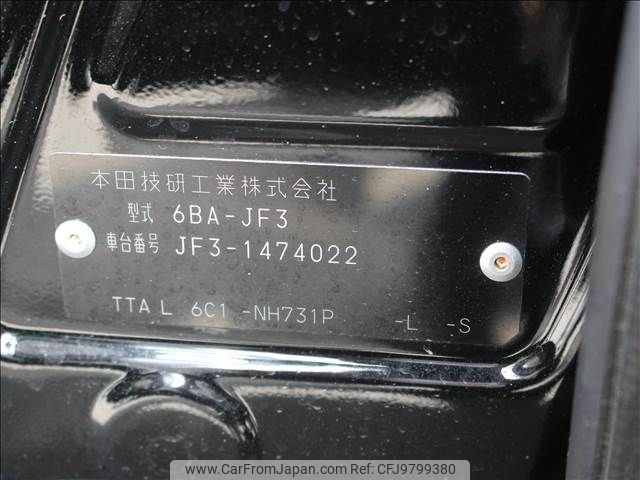 本田技研工業株式会社
型式 6BA-JF3
車台番号 JF3-1474022
TTA L 6C1 -NH731P -L -S
www.CarFromJapan.com CFJ9799380